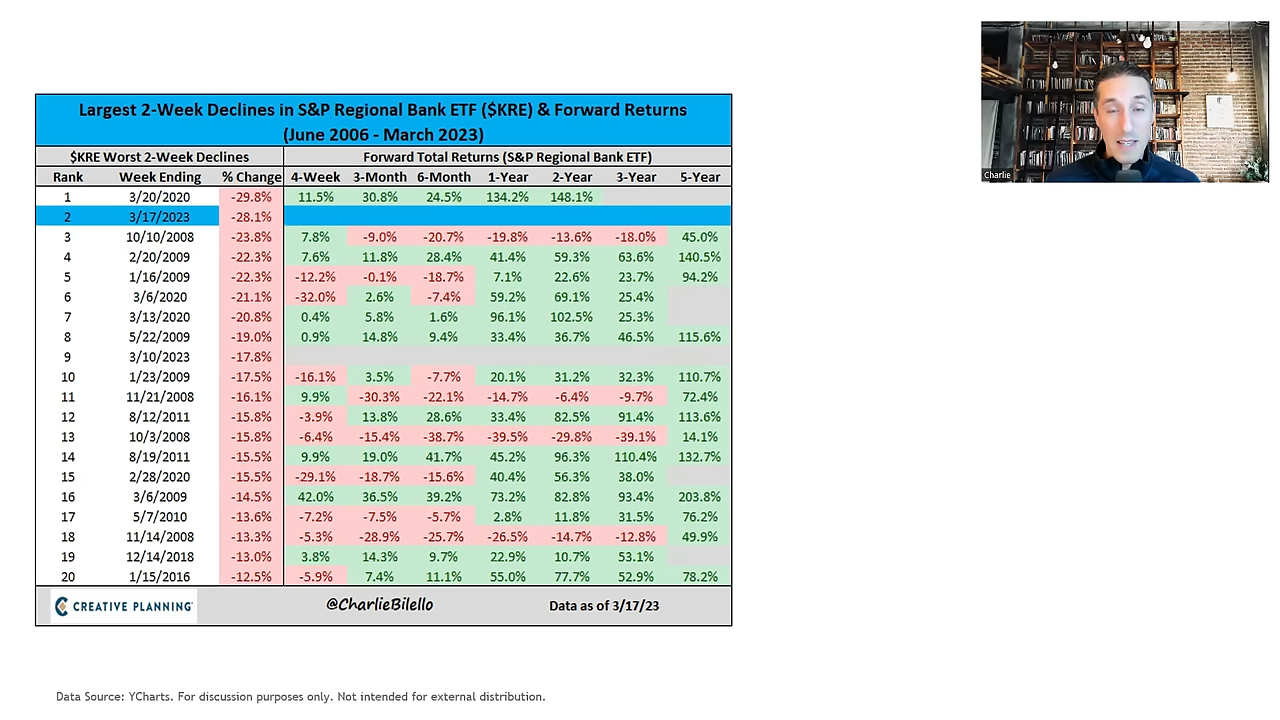 Largest 2-Week Declines in S&P Regional Bank ETF ($KRE) & Forward Returns
(June 2006 - March 2023)
$KRE Worst 2-Week Declines Forward Total Returns (S&P Regional Bank ETF)
Rank Week Ending % Change 4-Week 3-Month 6-Month 1-Year 2-Year 3-Year 5-Year
1 3/20/2020 -29.8% 11.5% 30.8% 24.5% 134.2% 148.1%
2 3/17/2023 -28.1%
3 10/10/2008 -23.8% 7.8% -9.0% -20.7% -19.8% -13.6% -18.0% 45.0%
4 2/20/2009 -22.3% 7.6% 11.8% 28.4% 41.4% 59.3% 63.6% 140.5%
5 1/16/2009 -22.3% -12.2% -0.1% -18.7% 7.1% 22.6% 23.7% 94.2%
6 3/6/2020 -21.1% -32.0% 2.6% -7.4% 59.2% 69.1% 25.4%
7 3/13/2020 -20.8% 0.4% 5.8% 1.6% 96.1% 102.5% 25.3%
8 5/22/2009 -19.0% 0.9% 14.8% 9.4% 33.4% 36.7% 46.5% 115.6%
9 3/10/2023 -17.8%
10 1/23/2009 -17.5% -16.1% 3.5% -7.7% 20.1% 31.2% 32.3% 110.7%
11 11/21/2008 -16.1% 9.9% -30.3% -22.1% -14.7% -6.4% -9.7% 72.4%
12 8/12/2011 -15.8% -3.9% 13.8% 28.6% 33.4% 82.5% 91.4% 113.6%
13 10/3/2008 -15.8% -6.4% -15.4% -38.7% -39.5% -29.8% -39.1% 14.1%
14 8/19/2011 -15.5% 9.9% 19.0% 41.7% 45.2% 96.3% 110.4% 132.7%
15 2/28/2020 -15.5% -29.1% -18.7% -15.6% 40.4% 56.3% 38.0%
16 3/6/2009 -14.5% 42.0% 36.5% 39.2% 73.2% 82.8% 93.4% 203.8%
17 5/7/2010 -13.6% -7.2% -7.5% -5.7% 2.8% 11.8% 31.5% 76.2%
18 11/14/2008 -13.3% -5.3% -28.9% -25.7% -26.5% -14.7% -12.8% 49.9%
19 12/14/2018 -13.0% 3.8% 14.3% 9.7% 22.9% 10.7% 53.1%
20 1/15/2016 -12.5% -5.9% 7.4% 11.1% 55.0% 77.7% 52.9% 78.2%
CREATIVE PLANNING @CharlieBilello Data as of 3/17/23
Data Source: YCharts. For discussion purposes only. Not intended for external distribution.
Charlie